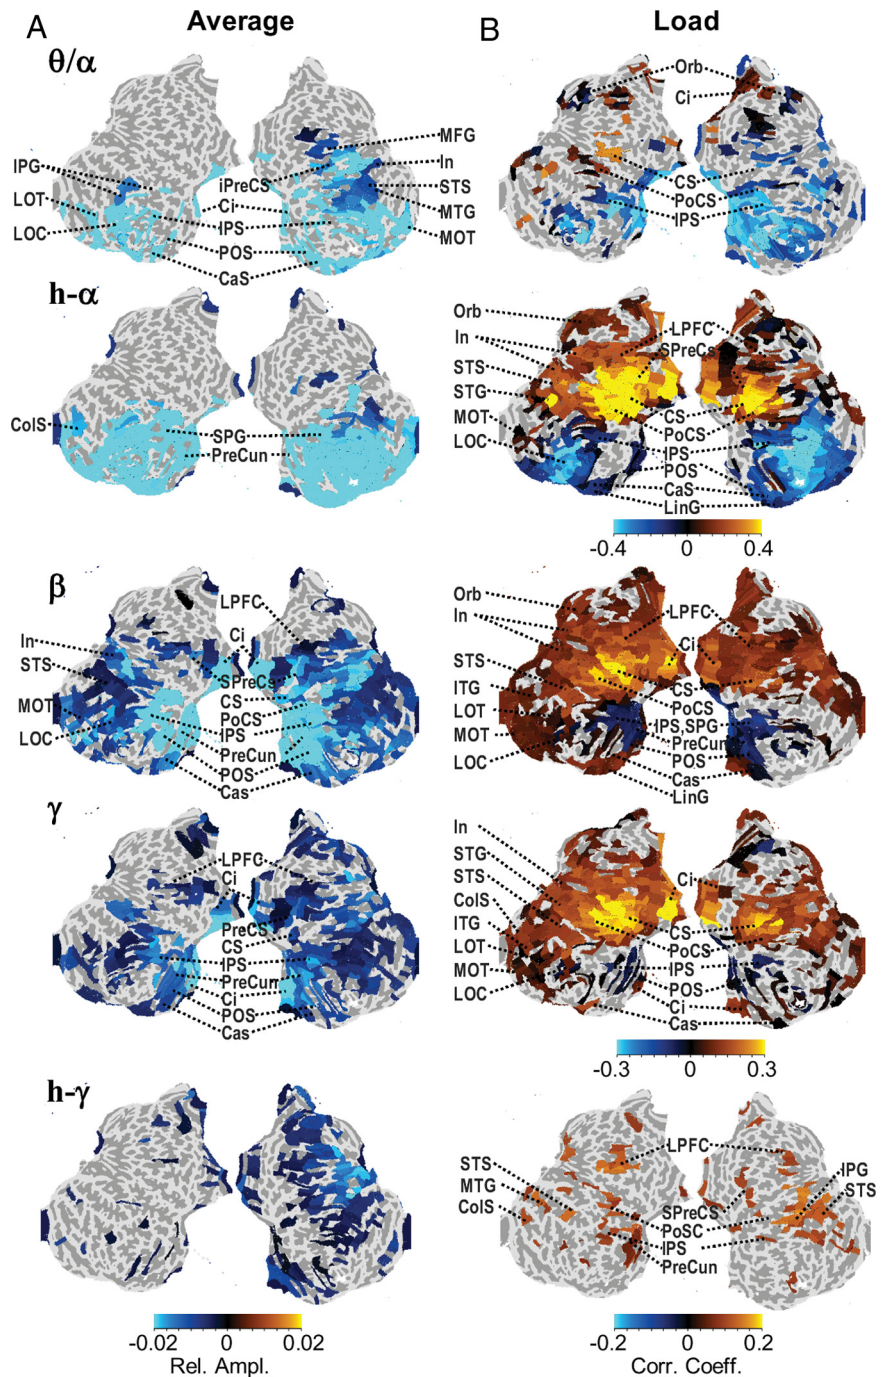 A Average
B Load
θ/α
MFG
In
IPG
iPreCS
STS
LOT
Ci
MTG
LOC
IPS
MOT
POS
CaS
Orb
Ci
CS
PoCS
IPS
h-α
ColS
SPG
PreCun
Orb
LPFC
In
SPreCs
STS
STG
CS
MOT
PoCS
LOC
IPS
POS
CaS
LinG
-0.4 0 0.4
β
LPFC
In
Ci
STS
SPreCs
CS
MOT
PoCS
LOC
IPS
PreCun
POS
Cas
Orb
LPFC
In
Ci
STS
CS
ITG
PoCS
LOT
IPS,SPG
MOT
PreCun
LOC
POS
Cas
LinG
γ
LPFC
Ci
PreCS
CS
IPS
PreCun
Ci
POS
Cas
In
STG
STS
Ci
ColS
CS
ITG
PoCS
LOT
IPS
MOT
POS
LOC
Ci
Cas
-0.3 0 0.3
h-γ
LPFC
STS
IPG
MTG
STS
ColS
SPreCS
PoSC
IPS
PreCun
-0.02 0 0.02
Rel. Ampl.
-0.2 0 0.2
Corr. Coeff.